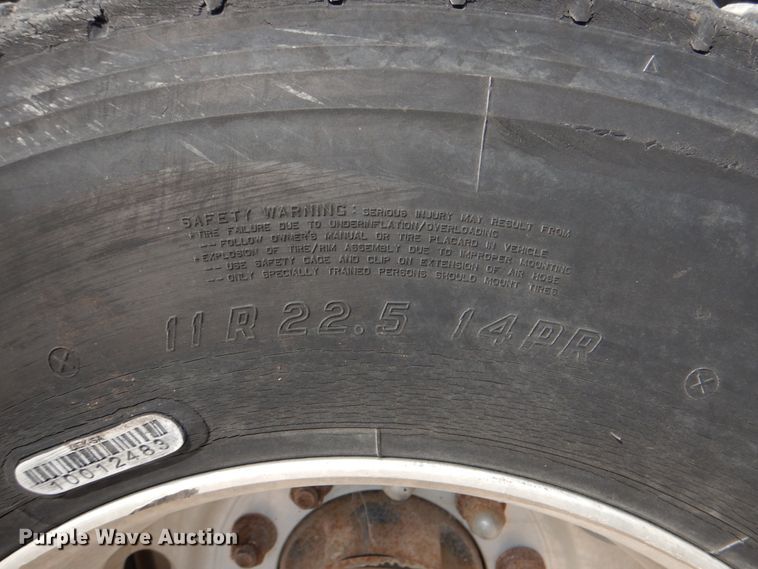 SAFETY WARNING: SERIOUS INJURY MAY RESULT FROM
*TIRE FAILURE DUE TO UNDERINFLATION/OVERLOADING
-- FOLLOW OWNER'S MANUAL OR TIRE PLACARD IN VEHICLE
*EXPLOSION OF TIRE/RIM ASSEMBLY DUE TO IMPROPER MOUNTING
-- USE SAFETY CAGE AND CLIP ON EXTENSION OF AIR HOSE
-- ONLY SPECIALLY TRAINED PERSONS SHOULD MOUNT TIRES
11R22.5 14PR
10012483
Purple Wave Auction